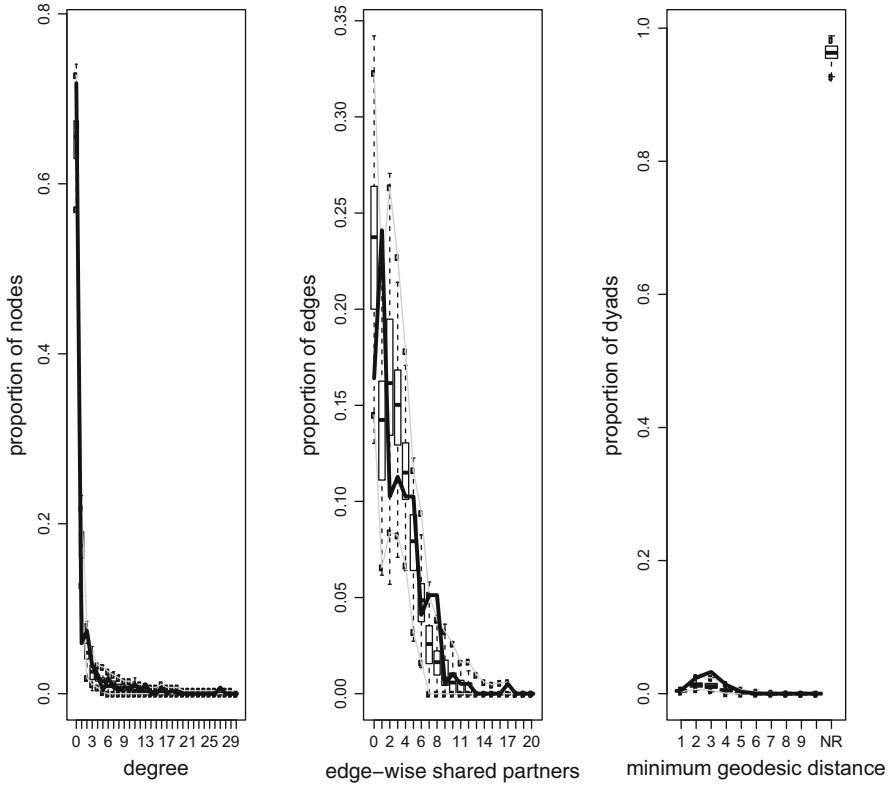 proportion of nodes
0.0 0.2 0.4 0.6 0.8
0 3 6 9 13 17 21 25 29
degree
proportion of edges
0.00 0.05 0.10 0.15 0.20 0.25 0.30 0.35
0 2 4 6 8 11 14 17 20
edge−wise shared partners
proportion of dyads
0.0 0.2 0.4 0.6 0.8 1.0
1 2 3 4 5 6 7 8 9 NR
minimum geodesic distance